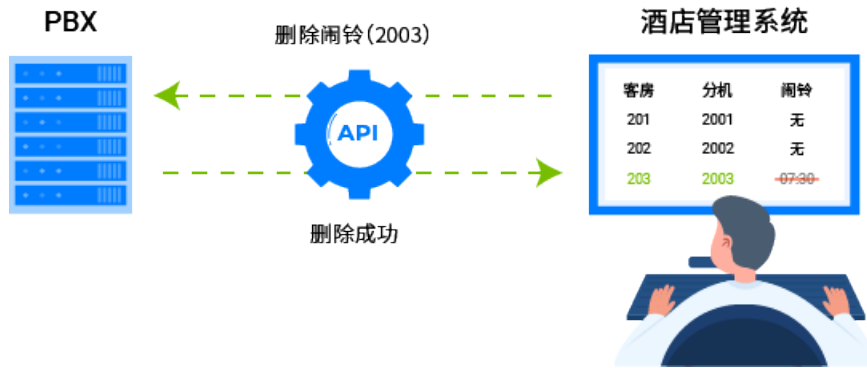 PBX
删除闹铃(2003)
酒店管理系统
API
客房 分机 闹铃
201 2001 无
202 2002 无
203 2003 07:30
删除成功